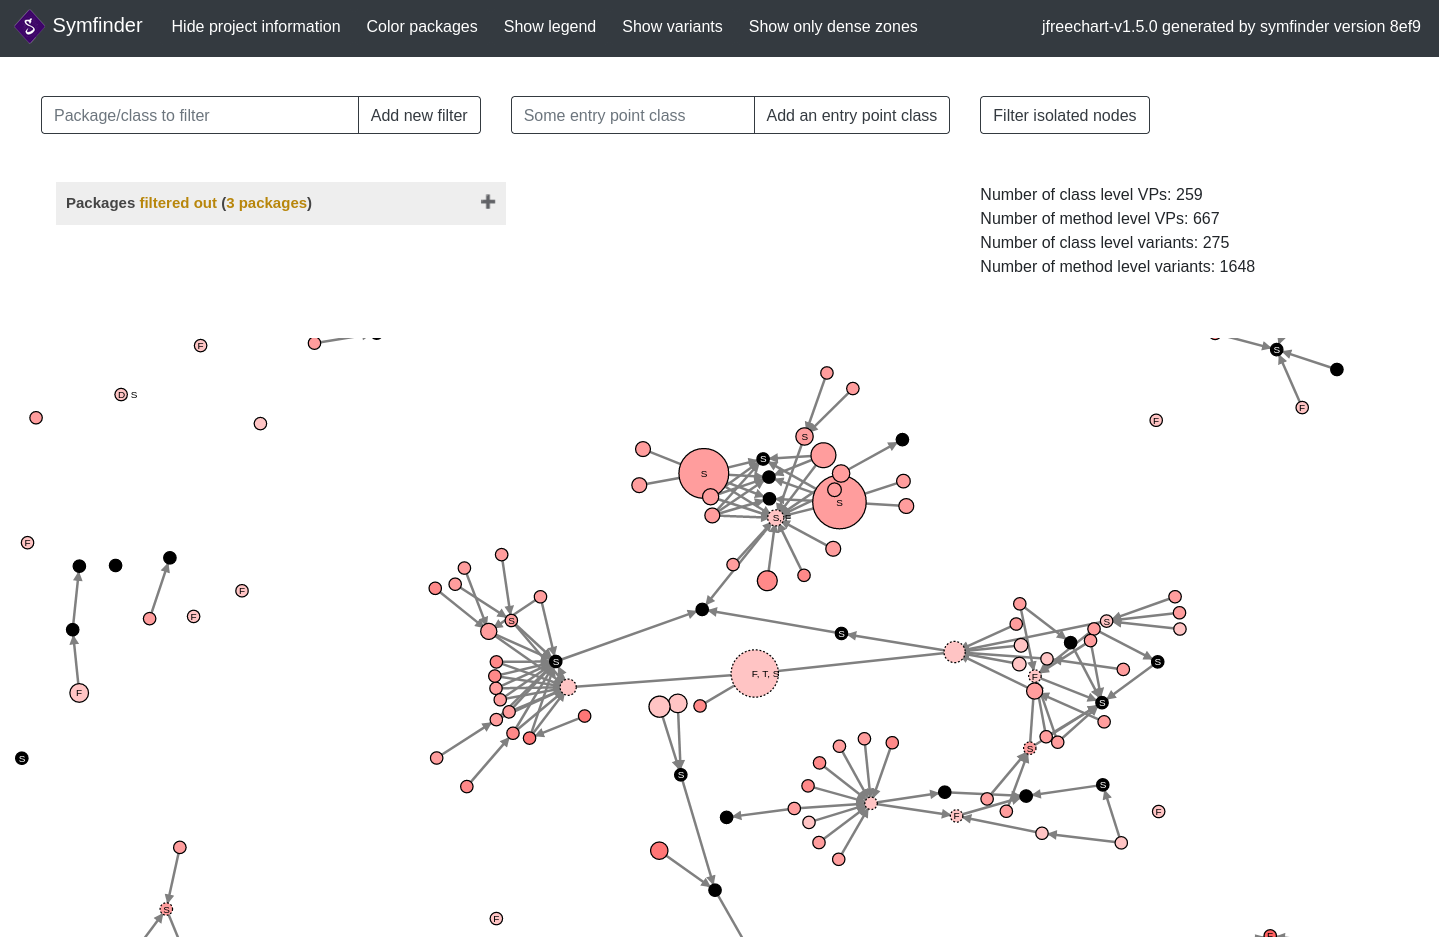 Symfinder
Hide project information
Color packages
Show legend
Show variants
Show only dense zones
jfreechart-v1.5.0 generated by symfinder version 8ef9
Package/class to filter
Add new filter
Some entry point class
Add an entry point class
Filter isolated nodes
Packages filtered out (3 packages)
Number of class level VPs: 259
Number of method level VPs: 667
Number of class level variants: 275
Number of method level variants: 1648
F
S
D S
F
F
S
S
S
S
S
S, F
F
F
F
S
S
S
F, T, S
S
F
S
F
S
S
S
S
S
F
F
S
F
F